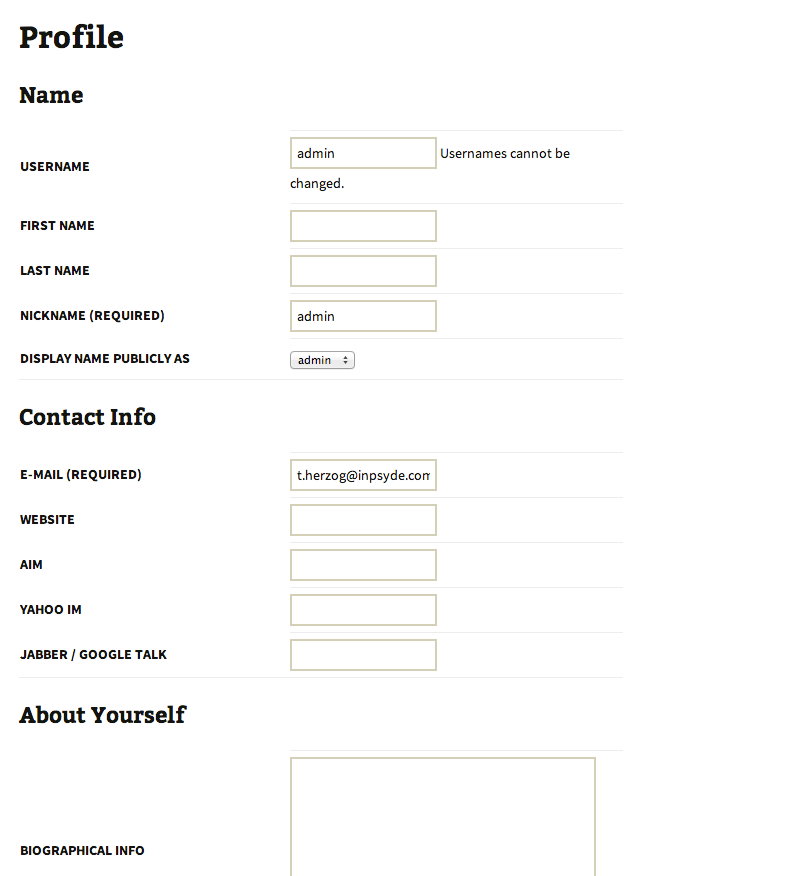 Profile
Name
USERNAME
admin Usernames cannot be
changed.
FIRST NAME
LAST NAME
NICKNAME (REQUIRED)
admin
DISPLAY NAME PUBLICLY AS
admin
Contact Info
E-MAIL (REQUIRED)
t.herzog@inpsyde.com
WEBSITE
AIM
YAHOO IM
JABBER / GOOGLE TALK
About Yourself
BIOGRAPHICAL INFO